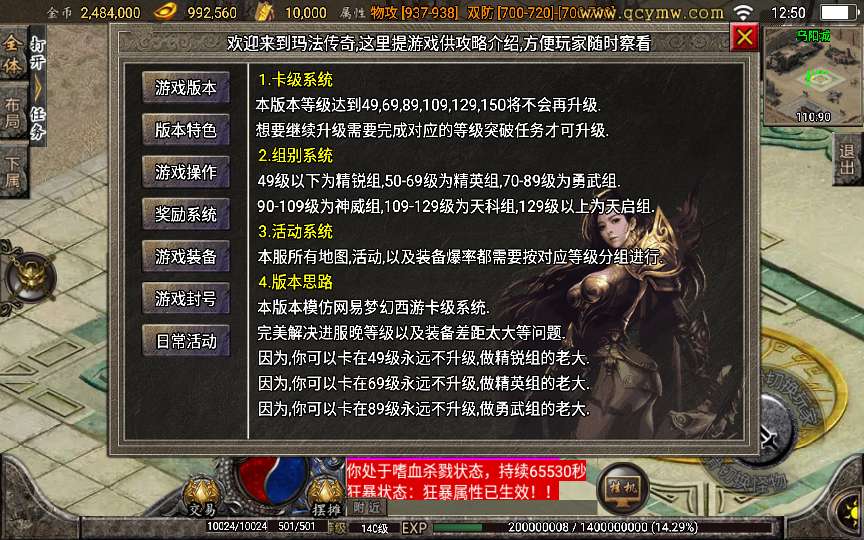 金币 2,484,000 992,560 10,000 属性 物攻 [937-938] 双防 [700-720]-[700-720]
www.qcymw.com
12:50
全体
打开
任务
布局
下属
欢迎来到玛法传奇,这里提游戏供攻略介绍,方便玩家随时察看
乌阳城
110:90
退出
游戏版本
版本特色
游戏操作
奖励系统
游戏装备
游戏封号
日常活动
1.卡级系统
本版本等级达到49,69,89,109,129,150将不会再升级.
想要继续升级需要完成对应的等级突破任务才可升级.
2.组别系统
49级以下为精锐组,50-69级为精英组,70-89级为勇武组.
90-109级为神威组,109-129级为天科组,129级以上为天启组.
3.活动系统
本服所有地图,活动,以及装备爆率都需要按对应等级分组进行.
4.版本思路
本版本模仿网易梦幻西游卡级系统.
完美解决进服晚等级以及装备差距太大等问题.
因为,你可以卡在49级永远不升级,做精锐组的老大.
因为,你可以卡在69级永远不升级,做精英组的老大.
因为,你可以卡在89级永远不升级,做勇武组的老大.
切换玩家
切换怪物
你处于嗜血杀戮状态，持续65530秒
狂暴状态：狂暴属性已生效！！
交易
摆摊
附近
挂机
10024/10024 501/501 等级 140级 EXP 200000008 / 1400000000 (14.29%)